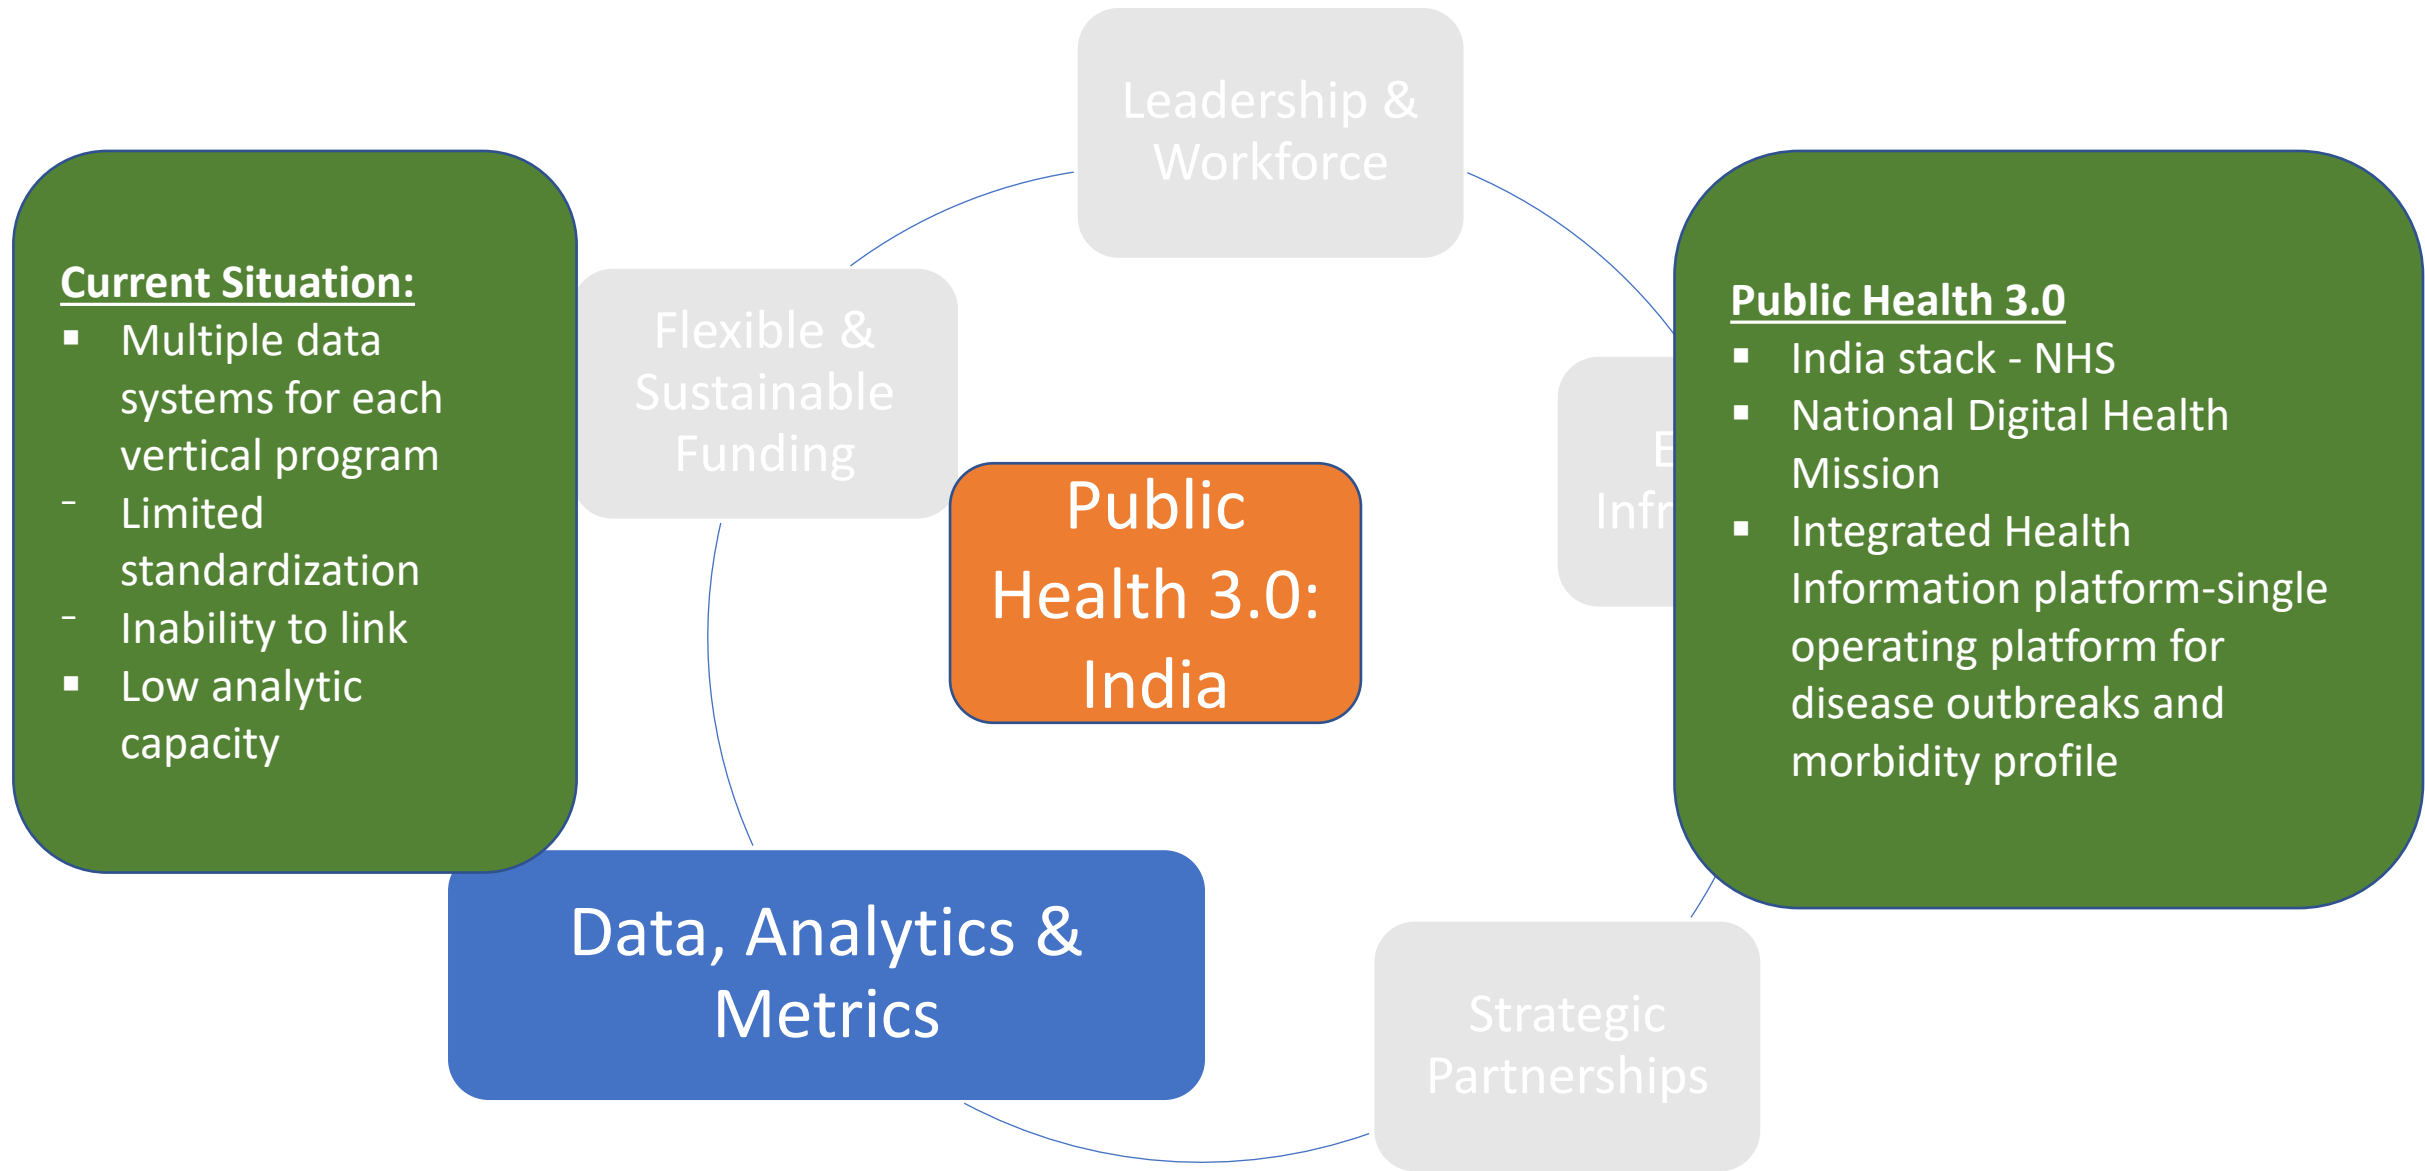 Leadership &
Workforce
Current Situation:
▪ Multiple data
systems for each
vertical program
– Limited
standardization
– Inability to link
▪ Low analytic
capacity
Flexible &
Sustainable
Funding
Public
Health 3.0:
India
Public Health 3.0
▪ India stack - NHS
▪ National Digital Health
Mission
▪ Integrated Health
Information platform-single
operating platform for
disease outbreaks and
morbidity profile
Data, Analytics &
Metrics
Strategic
Partnerships